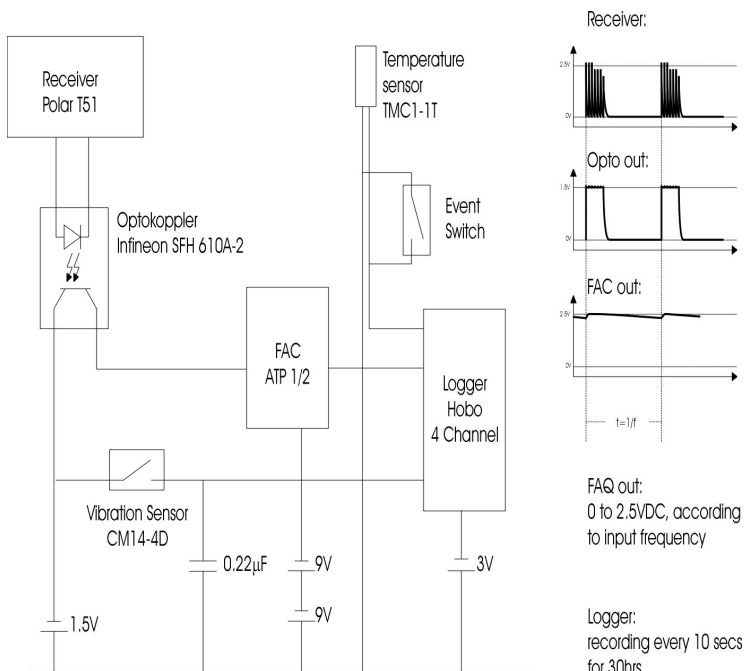 Receiver
Polar T51
Optokoppler
Infineon SFH 610A-2
Temperature
sensor
TMC1-1T
Event
Switch
FAC
ATP 1/2
Logger
Hobo
4 Channel
Vibration Sensor
CM14-4D
0.22µF
9V
9V
3V
1.5V
Receiver:
2.5V
0V
Opto out:
1.5V
0V
FAC out:
2.5V
0V
t=1/f
FAQ out:
0 to 2.5VDC, according
to input frequency
Logger:
recording every 10 secs
for 30hrs